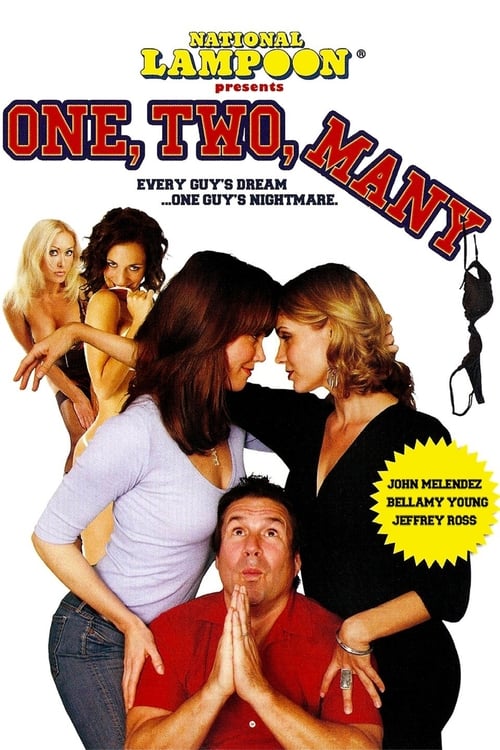 NATIONAL
LAMPOON®
presents
ONE, TWO, MANY
EVERY GUY'S DREAM
...ONE GUY'S NIGHTMARE.
JOHN MELENDEZ
BELLAMY YOUNG
JEFFREY ROSS